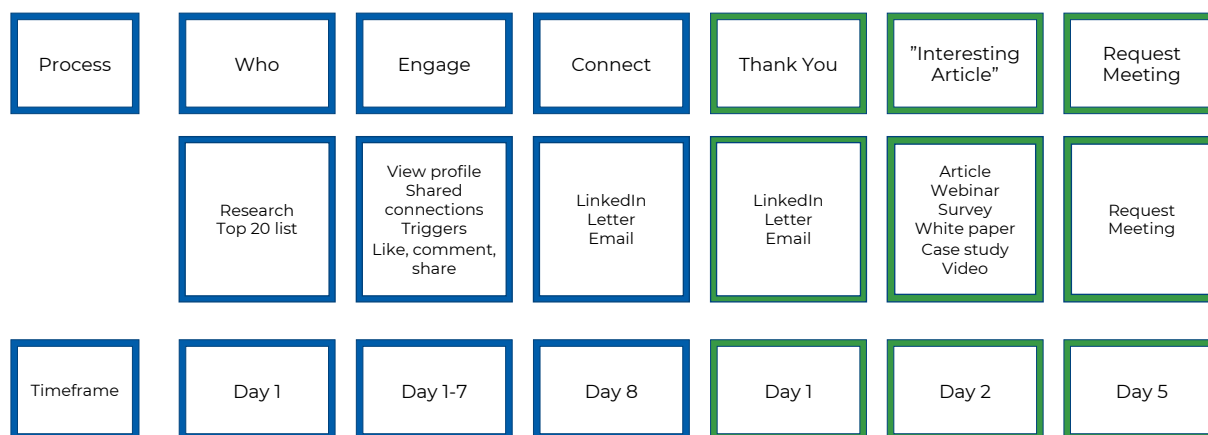 Process
Who
Engage
Connect
Thank You
”Interesting
Article”
Request
Meeting
Research
Top 20 list
View profile
Shared
connections
Triggers
Like, comment,
share
LinkedIn
Letter
Email
LinkedIn
Letter
Email
Article
Webinar
Survey
White paper
Case study
Video
Request
Meeting
Timeframe
Day 1
Day 1-7
Day 8
Day 1
Day 2
Day 5